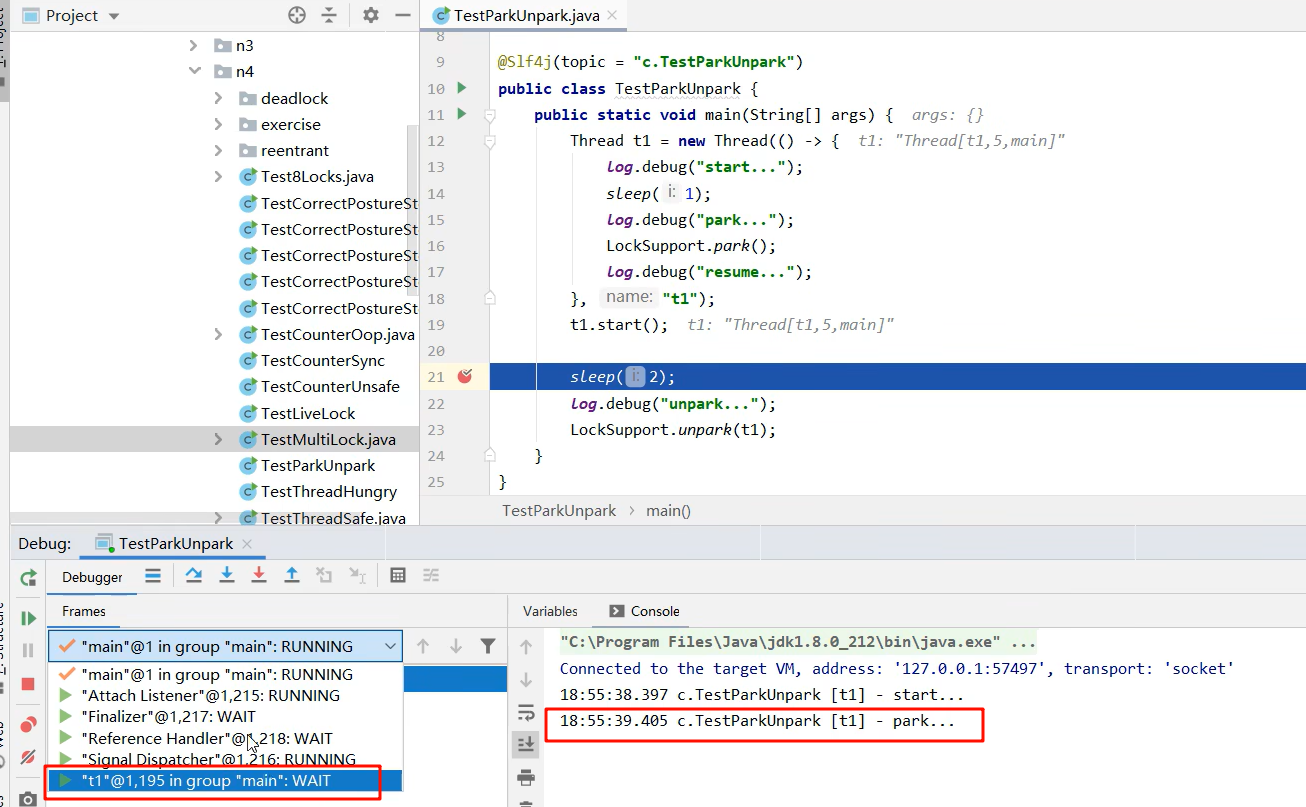 Project
TestParkUnpark.java
n3
n4
deadlock
exercise
reentrant
Test8Locks.java
TestCorrectPostureSt
TestCorrectPostureSt
TestCorrectPostureSt
TestCorrectPostureSt
TestCorrectPostureSt
TestCounterOop.java
TestCounterSync
TestCounterUnsafe
TestLiveLock
TestMultiLock.java
TestParkUnpark
TestThreadHungry
TestThreadSafe.java
8
9 @Slf4j(topic = "c.TestParkUnpark")
10 public class TestParkUnpark {
11 public static void main(String[] args) { args: {}
12 Thread t1 = new Thread(() -> { t1: "Thread[t1,5,main]"
13 log.debug("start...");
14 sleep( i: 1);
15 log.debug("park...");
16 LockSupport.park();
17 log.debug("resume...");
18 }, name: "t1");
19 t1.start(); t1: "Thread[t1,5,main]"
20
21 sleep( i: 2);
22 log.debug("unpark...");
23 LockSupport.unpark(t1);
24 }
25 }
TestParkUnpark > main()
Debug: TestParkUnpark
Debugger
Frames
"main"@1 in group "main": RUNNING
"main"@1 in group "main": RUNNING
"Attach Listener"@1,215: RUNNING
"Finalizer"@1,217: WAIT
"Reference Handler"@1,218: WAIT
"Signal Dispatcher"@1,216: RUNNING
"t1"@1,195 in group "main": WAIT
Variables Console
"C:\Program Files\Java\jdk1.8.0_212\bin\java.exe" ...
Connected to the target VM, address: '127.0.0.1:57497', transport: 'socket'
18:55:38.397 c.TestParkUnpark [t1] - start...
18:55:39.405 c.TestParkUnpark [t1] - park...